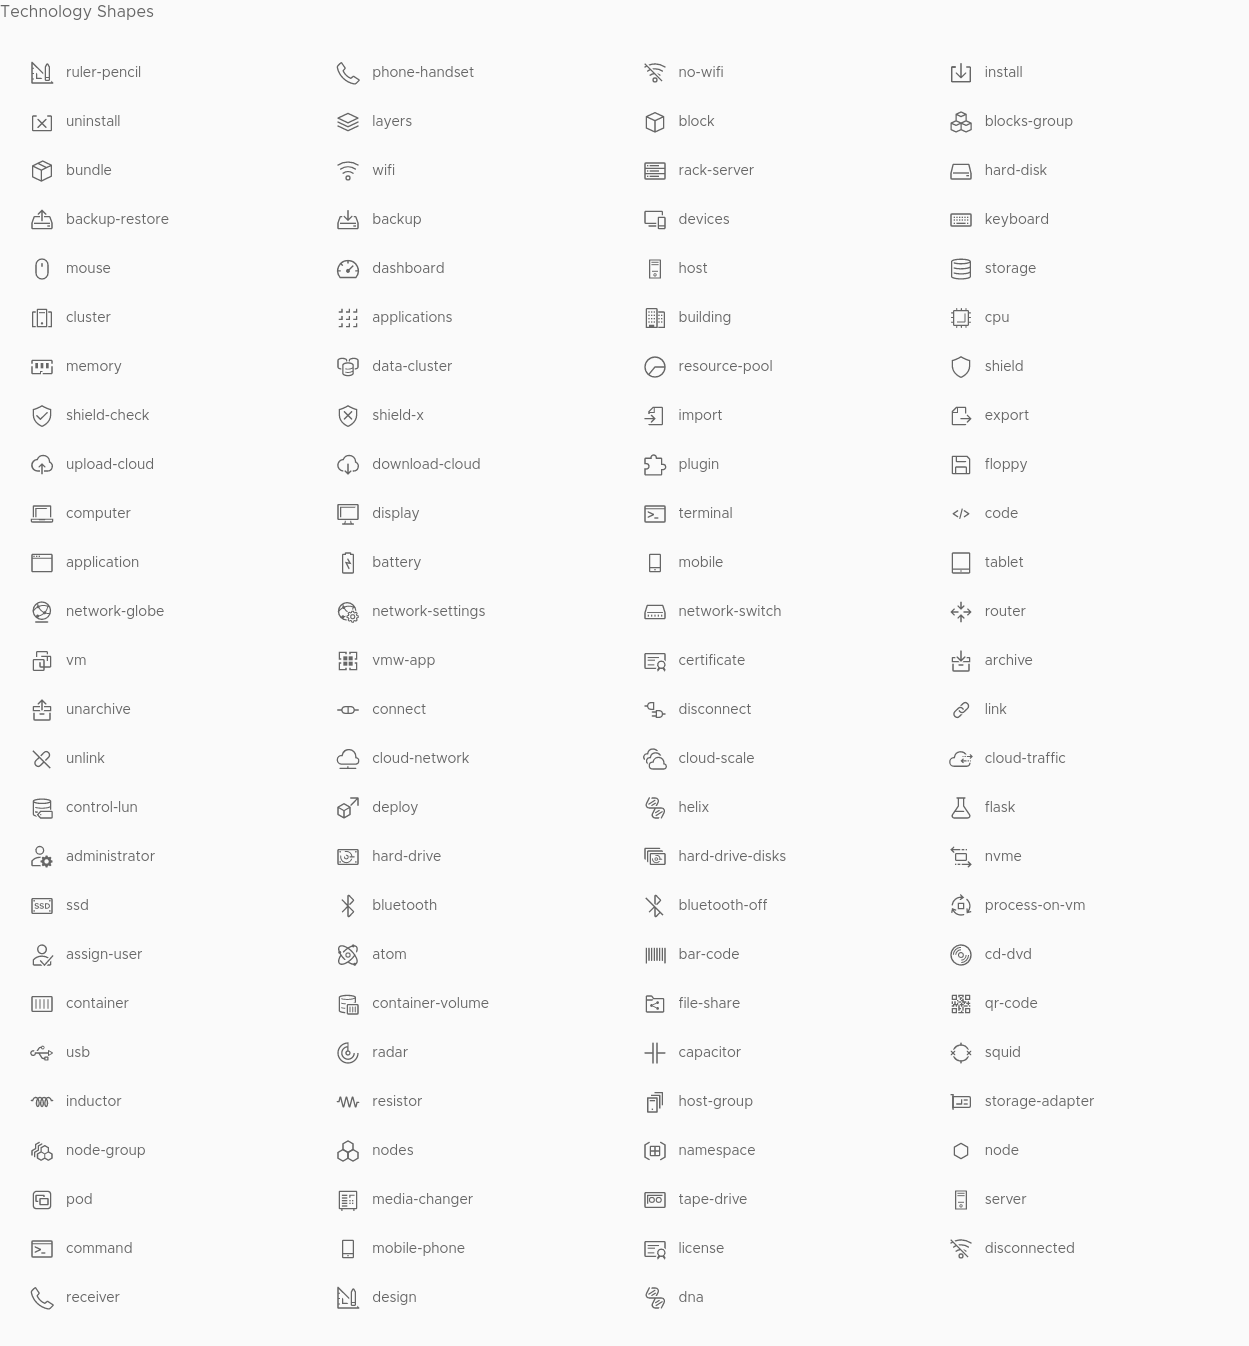 Technology Shapes
ruler-pencil phone-handset no-wifi install
uninstall layers block blocks-group
bundle wifi rack-server hard-disk
backup-restore backup devices keyboard
mouse dashboard host storage
cluster applications building cpu
memory data-cluster resource-pool shield
shield-check shield-x import export
upload-cloud download-cloud plugin floppy
computer display terminal code
application battery mobile tablet
network-globe network-settings network-switch router
vm vmw-app certificate archive
unarchive connect disconnect link
unlink cloud-network cloud-scale cloud-traffic
control-lun deploy helix flask
administrator hard-drive hard-drive-disks nvme
SSD ssd bluetooth bluetooth-off process-on-vm
assign-user atom bar-code cd-dvd
container container-volume file-share qr-code
usb radar capacitor squid
inductor resistor host-group storage-adapter
node-group nodes namespace node
pod media-changer tape-drive server
command mobile-phone license disconnected
receiver design dna